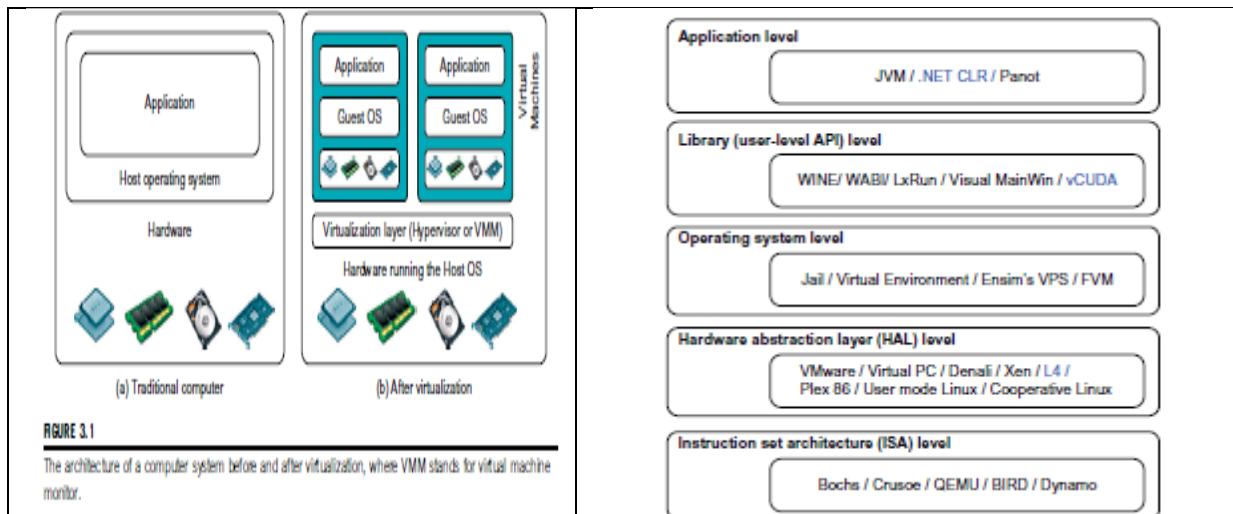 Application
Host operating system
Hardware
(a) Traditional computer
Application
Application
Guest OS
Guest OS
Virtual
Machines
Virtualization layer (Hypervisor or VMM)
Hardware running the Host OS
(b) After virtualization
FIGURE 3.1
The architecture of a computer system before and after virtualization, where VMM stands for virtual machine
monitor.
Application level
JVM / .NET CLR / Panot
Library (user-level API) level
WINE/ WABI/ LxRun / Visual MainWin / vCUDA
Operating system level
Jail / Virtual Environment / Ensim's VPS / FVM
Hardware abstraction layer (HAL) level
VMware / Virtual PC / Denali / Xen / L4 /
Plex 86 / User mode Linux / Cooperative Linux
Instruction set architecture (ISA) level
Bochs / Crusoe / QEMU / BIRD / Dynamo